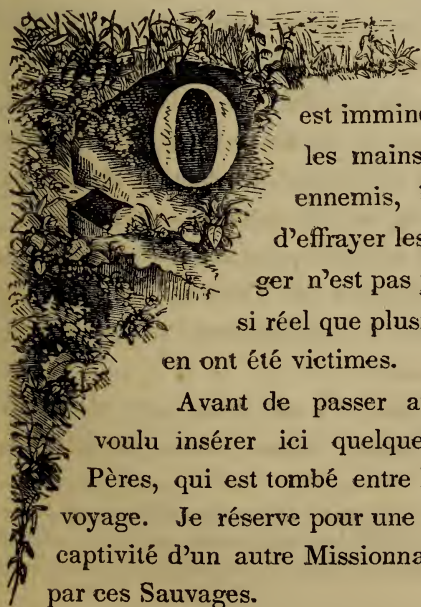 O
est immin
les mains
ennemis,
d'effrayer les
ger n'est pas
si réel que plus
en ont été victimes.
Avant de passer a
voulu insérer ici quelque
Pères, qui est tombé entre
voyage. Je réserve pour une
captivité d'un autre Missionna
par ces Sauvages.